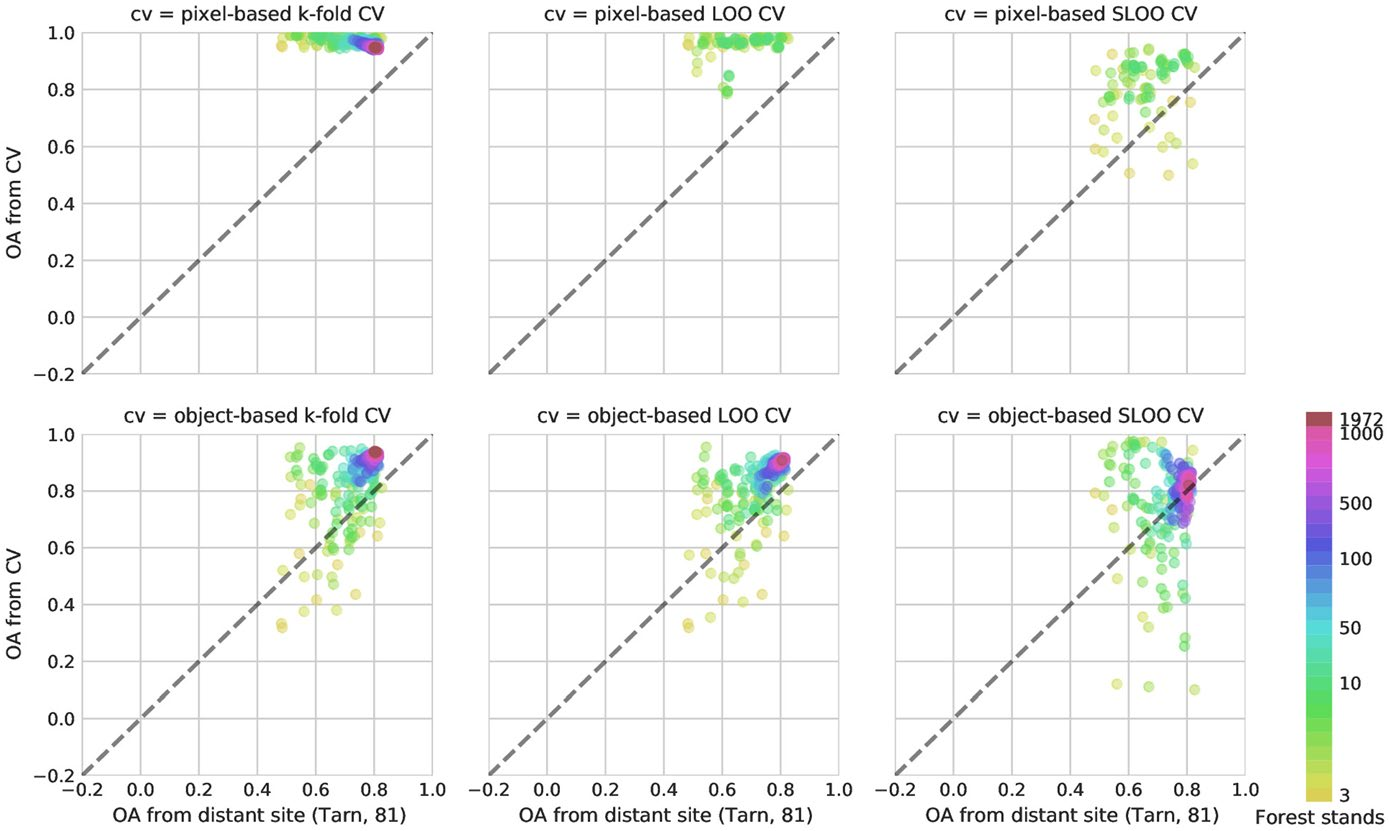 cv = pixel-based k-fold CV
cv = pixel-based LOO CV
cv = pixel-based SLOO CV
1.0
0.8
0.6
0.4
0.2
0.0
−0.2
OA from CV
cv = object-based k-fold CV
cv = object-based LOO CV
cv = object-based SLOO CV
1.0
0.8
0.6
0.4
0.2
0.0
−0.2
OA from CV
−0.2 0.0 0.2 0.4 0.6 0.8 1.0
−0.2 0.0 0.2 0.4 0.6 0.8 1.0
−0.2 0.0 0.2 0.4 0.6 0.8 1.0
OA from distant site (Tarn, 81)
OA from distant site (Tarn, 81)
OA from distant site (Tarn, 81)
1972
1000
500
100
50
10
3
Forest stands